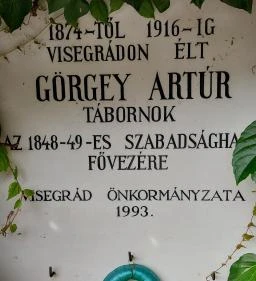 1874~TŐL 1916~IG
VISEGRÁDON ÉLT
GÖRGEY ARTÚR
TÁBORNOK
AZ 1848-49-ES SZABADSÁGHA
FŐVEZÉRE
VISEGRÁD ÖNKORMÁNYZATA
1993.